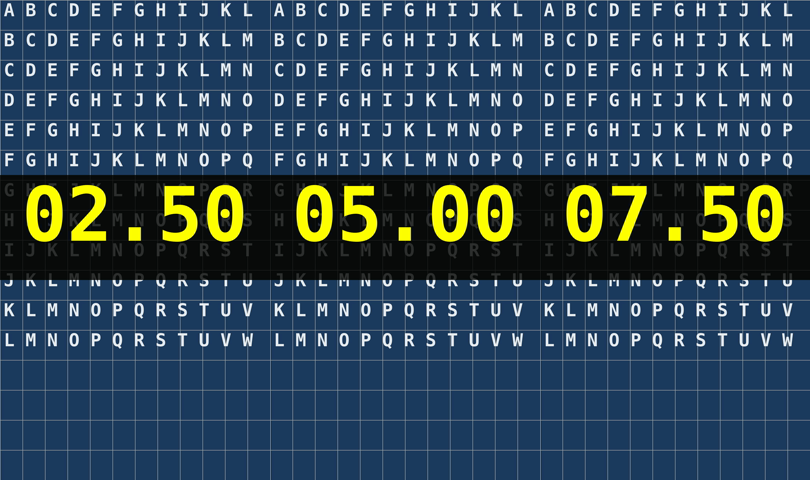 A B C D E F G H I J K L A B C D E F G H I J K L A B C D E F G H I J K L
B C D E F G H I J K L M B C D E F G H I J K L M B C D E F G H I J K L M
C D E F G H I J K L M N C D E F G H I J K L M N C D E F G H I J K L M N
D E F G H I J K L M N O D E F G H I J K L M N O D E F G H I J K L M N O
E F G H I J K L M N O P E F G H I J K L M N O P E F G H I J K L M N O P
F G H I J K L M N O P Q F G H I J K L M N O P Q F G H I J K L M N O P Q
02.50 05.00 07.50
I J K L M N O P Q R S T I J K L M N O P Q R S T I J K L M N O P Q R S T
J K L M N O P Q R S T U J K L M N O P Q R S T U J K L M N O P Q R S T U
K L M N O P Q R S T U V K L M N O P Q R S T U V K L M N O P Q R S T U V
L M N O P Q R S T U V W L M N O P Q R S T U V W L M N O P Q R S T U V W